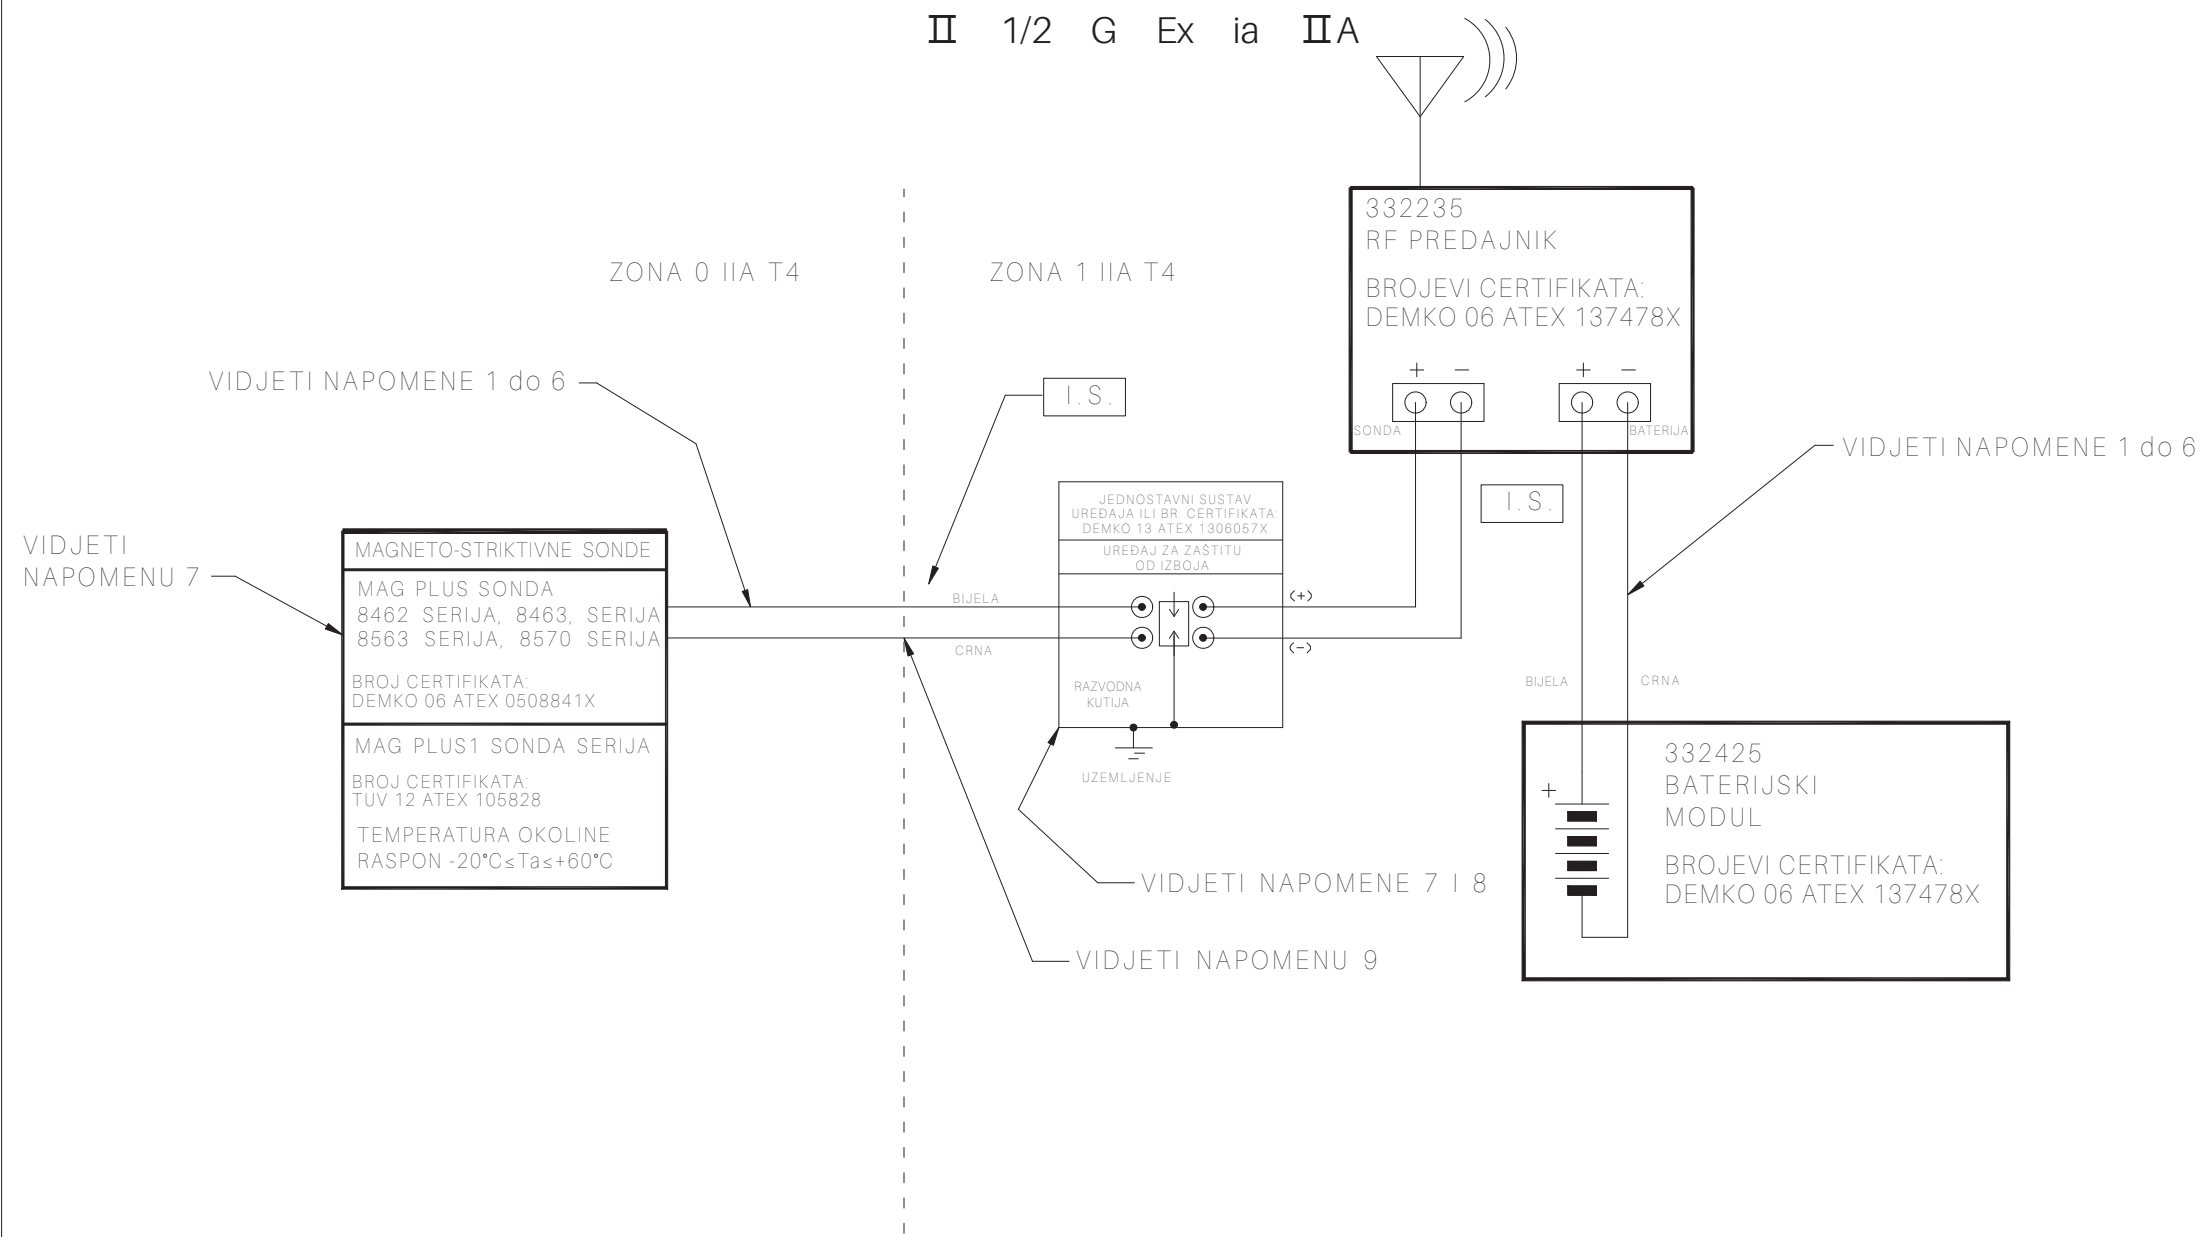 II 1/2 G Ex ia IIA
332235
RF PREDAJNIK
BROJEVI CERTIFIKATA:
DEMKO 06 ATEX 137478X
+ − + −
SONDA BATERIJA
ZONA 0 IIA T4
ZONA 1 IIA T4
VIDJETI NAPOMENE 1 do 6
I.S.
VIDJETI NAPOMENE 1 do 6
I.S.
VIDJETI
NAPOMENU 7
MAGNETO-STRIKTIVNE SONDE
MAG PLUS SONDA
8462 SERIJA, 8463, SERIJA
8563 SERIJA, 8570 SERIJA
BROJ CERTIFIKATA:
DEMKO 06 ATEX 0508841X
MAG PLUS1 SONDA SERIJA
BROJ CERTIFIKATA:
TUV 12 ATEX 105828
TEMPERATURA OKOLINE
RASPON -20°C≤Ta≤+60°C
BIJELA
CRNA
JEDNOSTAVNI SUSTAV
UREĐAJA ILI BR. CERTIFIKATA:
DEMKO 13 ATEX 1306057X
UREĐAJ ZA ZAŠTITU
OD IZBOJA
(+)
(−)
RAZVODNA
KUTIJA
UZEMLJENJE
VIDJETI NAPOMENE 7 I 8
VIDJETI NAPOMENU 9
BIJELA
CRNA
+
332425
BATERIJSKI
MODUL
BROJEVI CERTIFIKATA:
DEMKO 06 ATEX 137478X